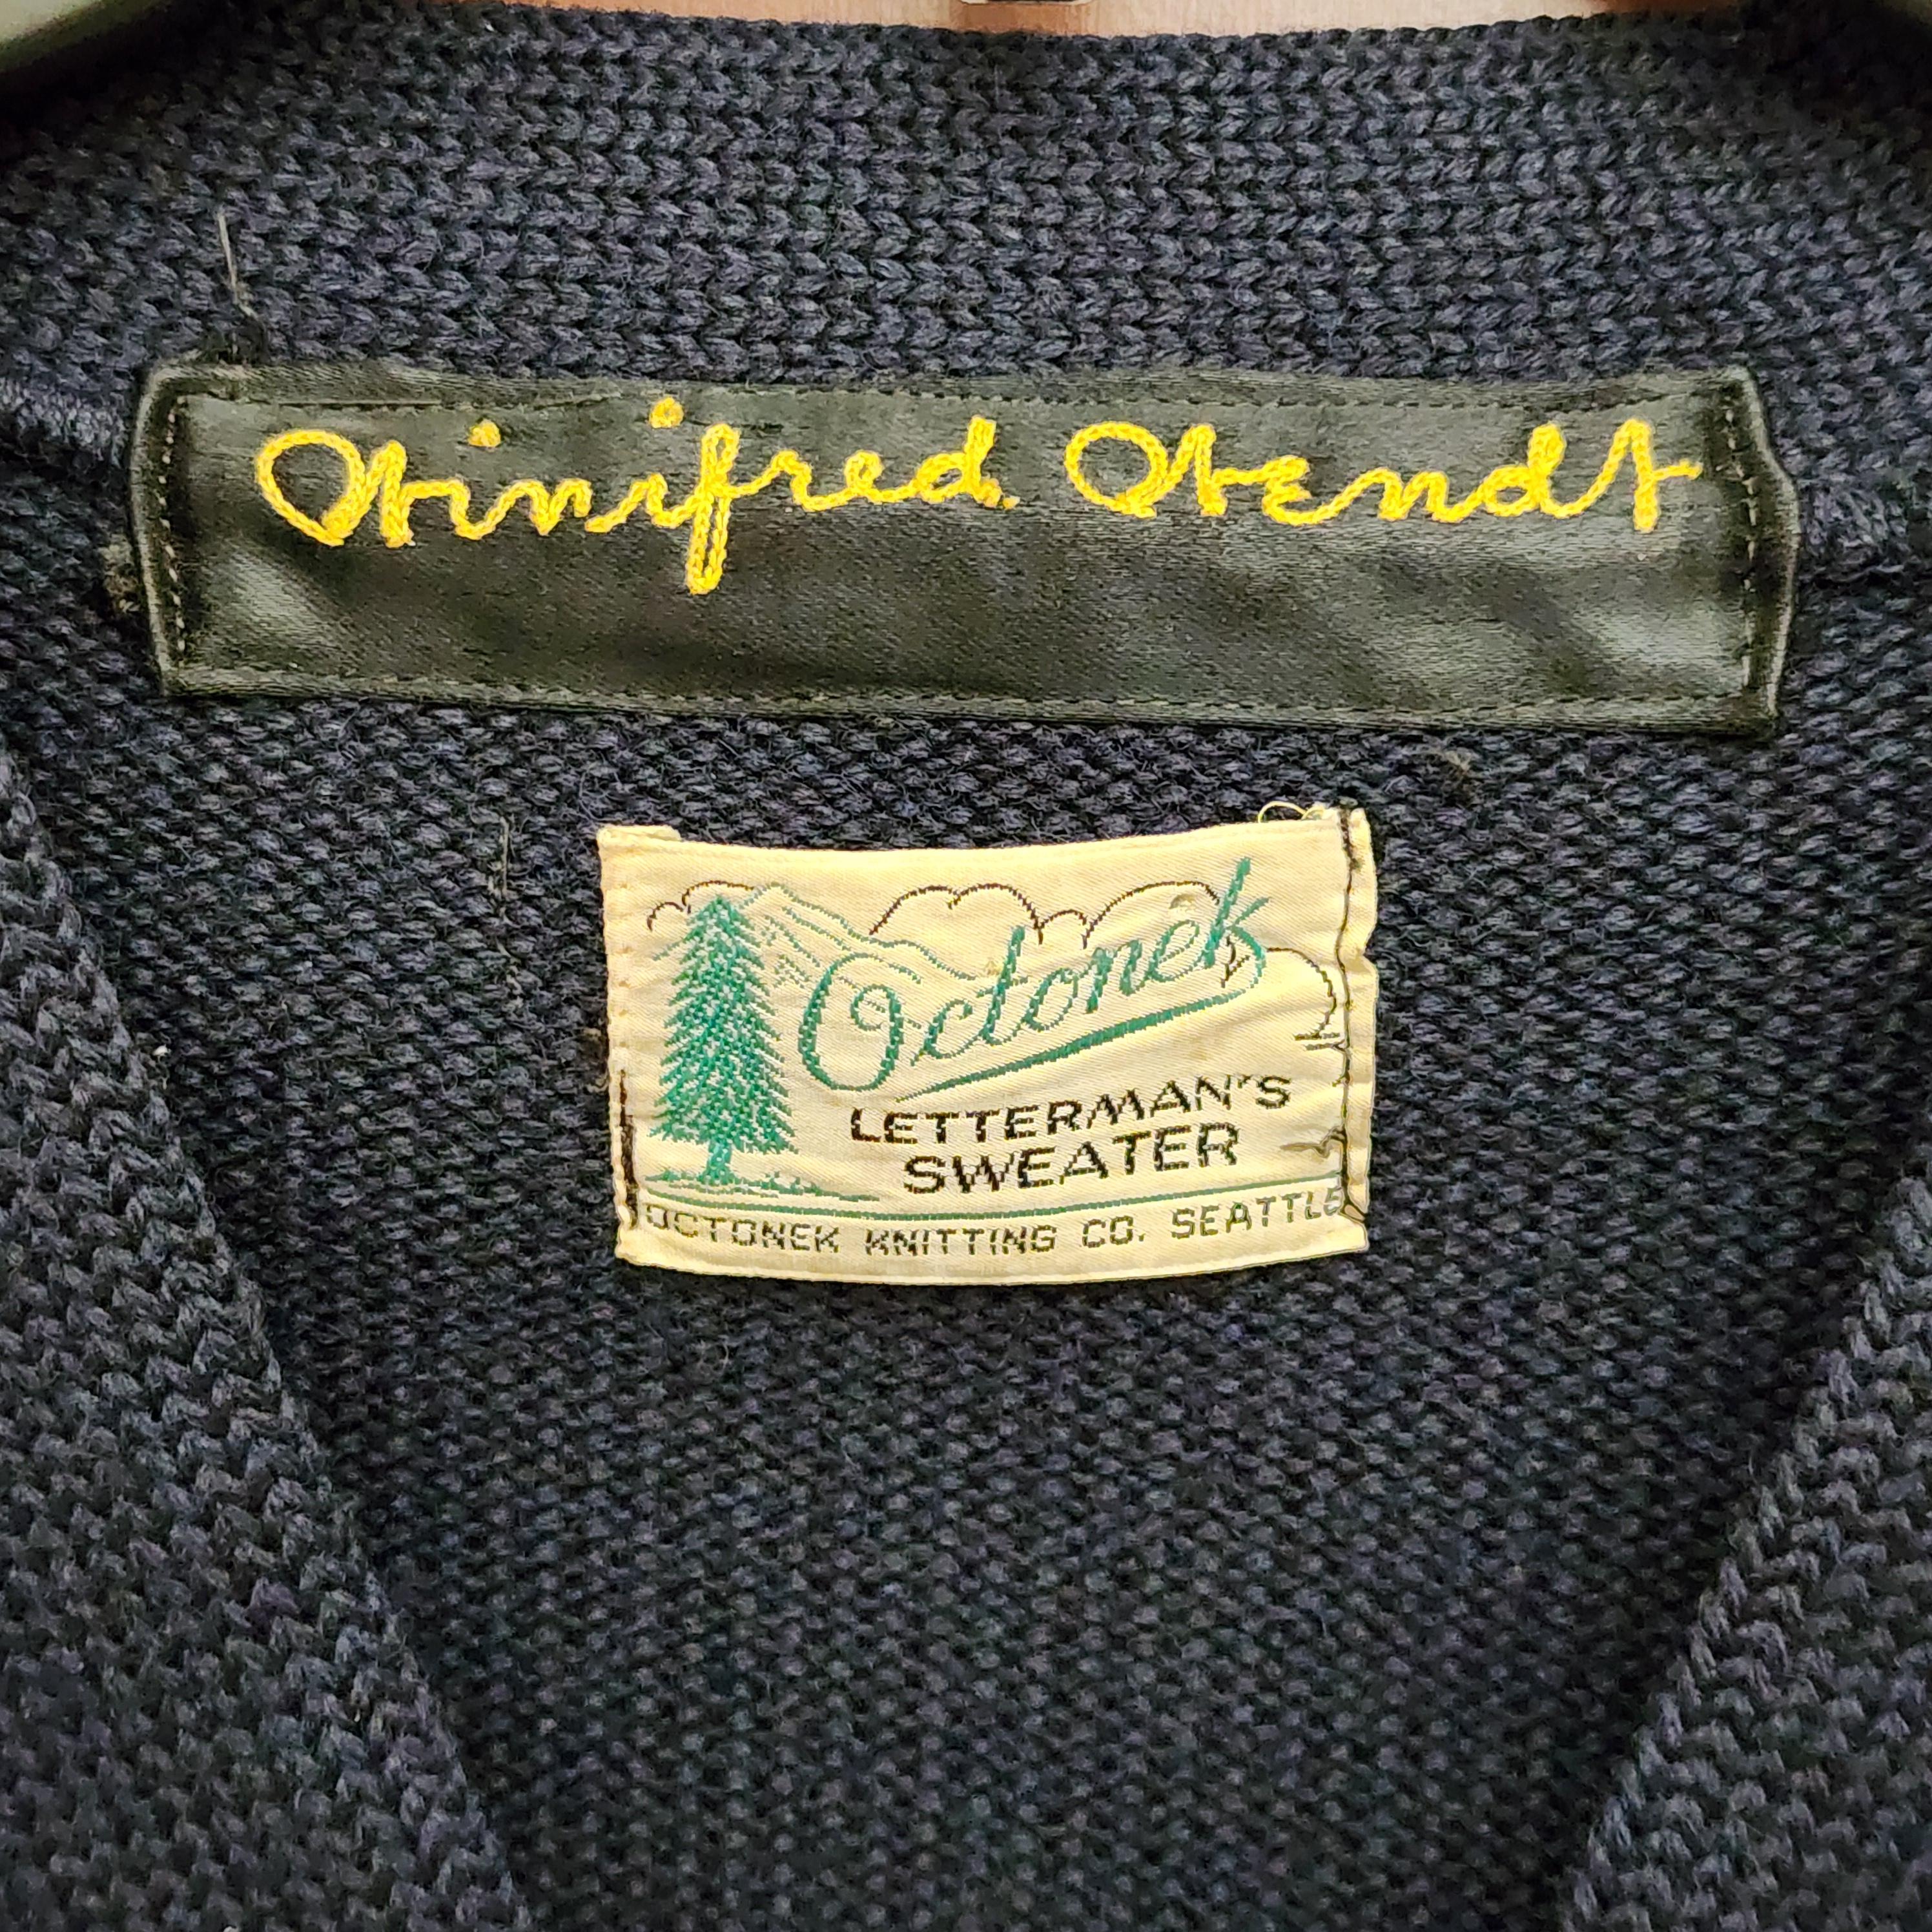 Winifred Wendt
Octonek
LETTERMAN'S
SWEATER
OCTONEK KNITTING CO. SEATTLE